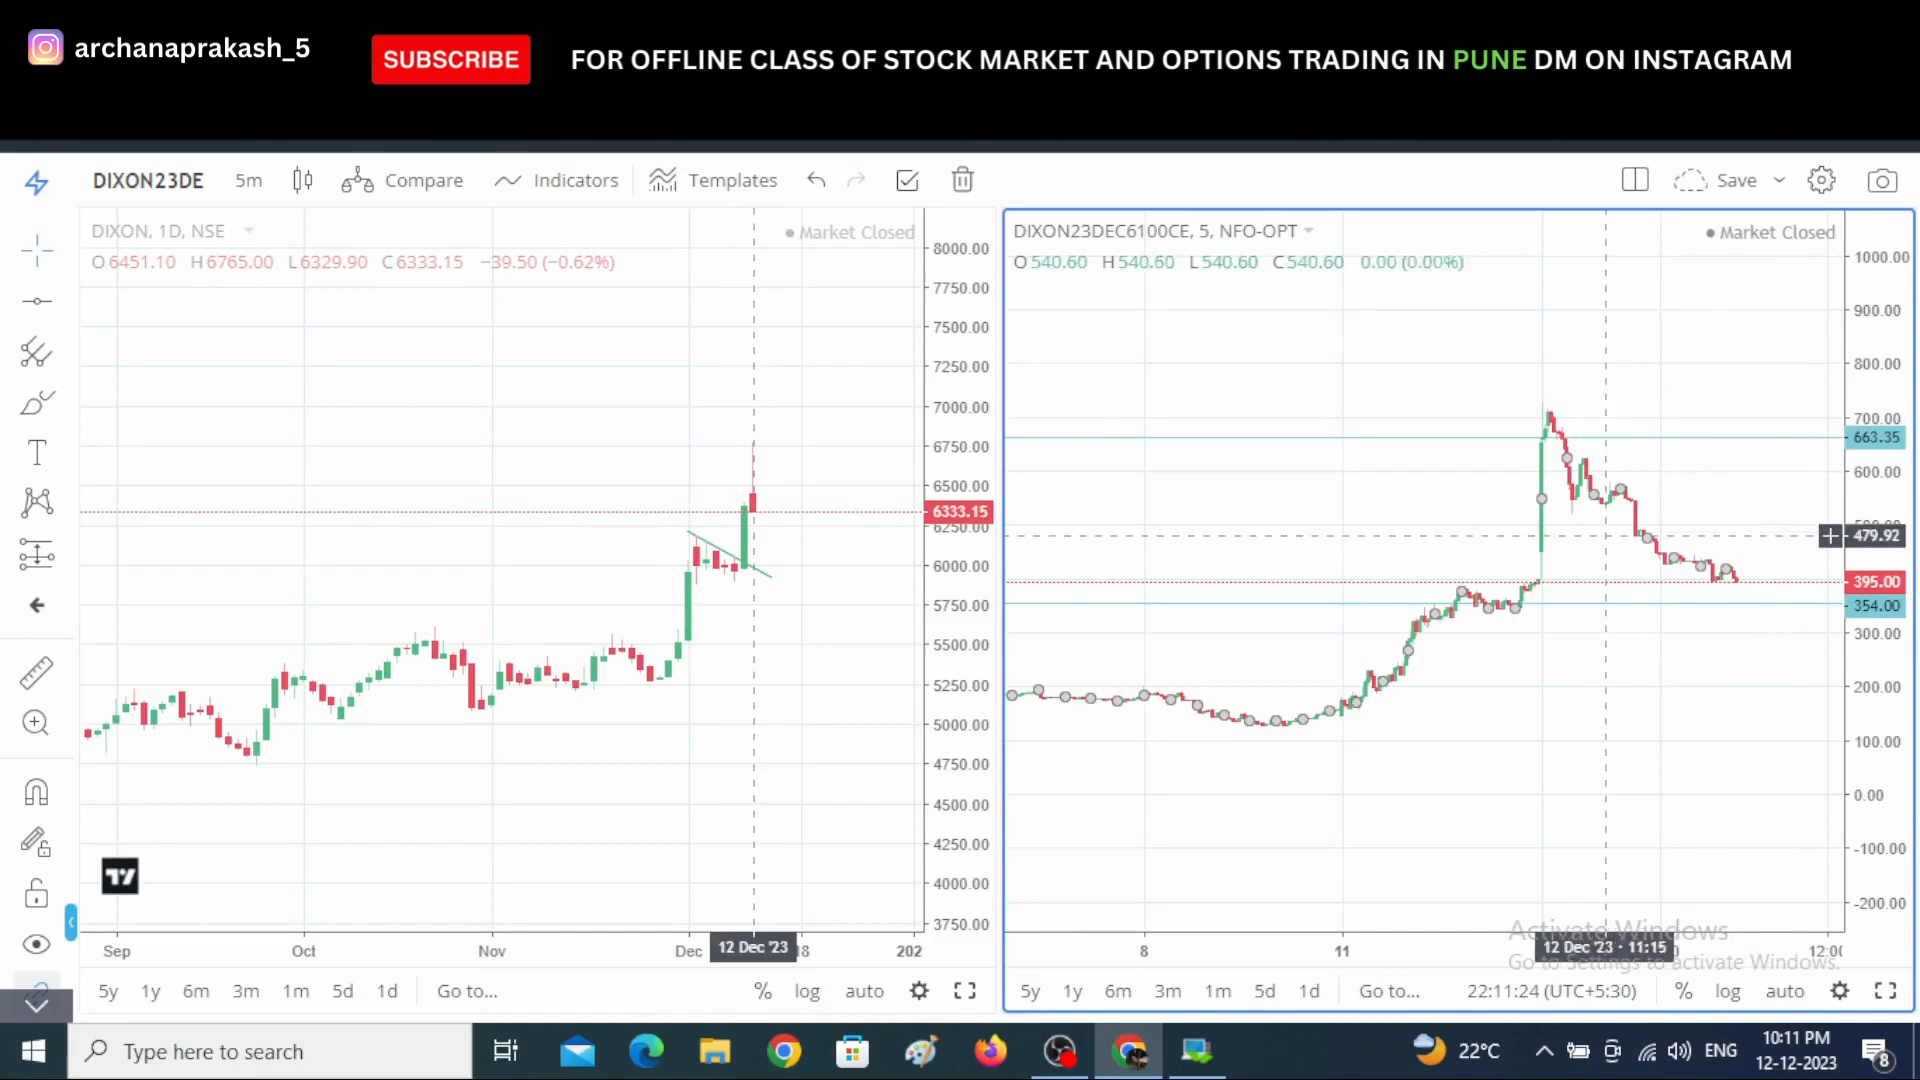 archanaprakash_5
SUBSCRIBE
FOR OFFLINE CLASS OF STOCK MARKET AND OPTIONS TRADING IN PUNE DM ON INSTAGRAM
DIXON23DE 5m Compare Indicators Templates Save
DIXON, 1D, NSE Market Closed
O6451.10 H6765.00 L6329.90 C6333.15 −39.50 (−0.62%)
8000.00
7750.00
7500.00
7250.00
7000.00
6750.00
6500.00
6333.15
6250.00
6000.00
5750.00
5500.00
5250.00
5000.00
4750.00
4500.00
4250.00
4000.00
3750.00
Sep Oct Nov Dec 12 Dec '23 18 202
5y 1y 6m 3m 1m 5d 1d Go to... % log auto
DIXON23DEC6100CE, 5, NFO-OPT Market Closed
O540.60 H540.60 L540.60 C540.60 0.00 (0.00%)
1000.00
900.00
800.00
700.00
663.35
600.00
479.92
395.00
354.00
300.00
200.00
100.00
0.00
-100.00
-200.00
Activate Windows
Go to Settings to activate Windows.
8 11 12 Dec '23 - 11:15 12:00
5y 1y 6m 3m 1m 5d 1d Go to... 22:11:24 (UTC+5:30) % log auto
Type here to search
22°C ENG
10:11 PM
12-12-2023
8